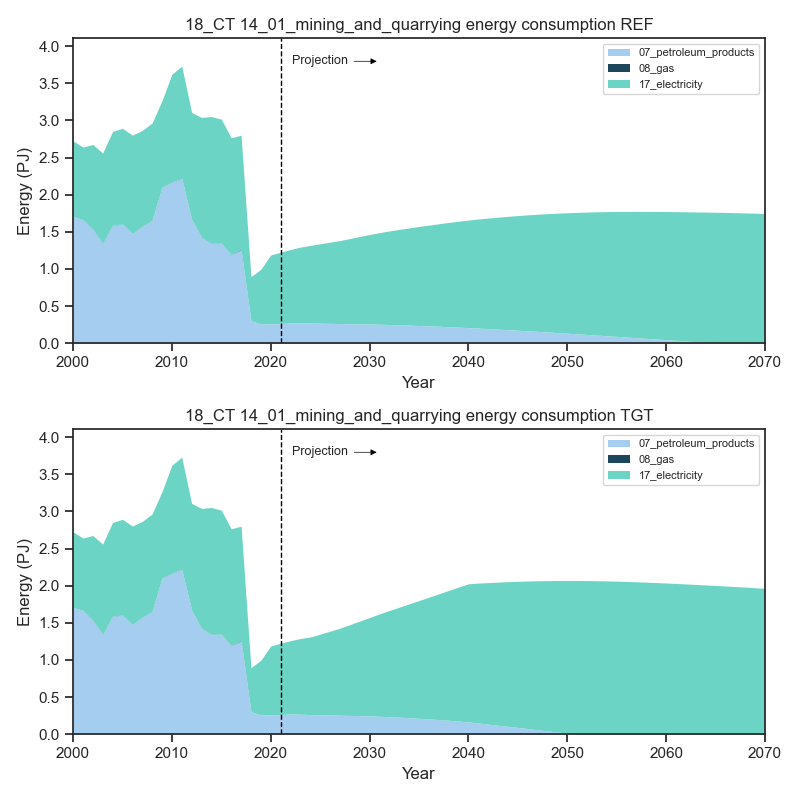 18_CT 14_01_mining_and_quarrying energy consumption REF
Energy (PJ)
4.0
3.5
3.0
2.5
2.0
1.5
1.0
0.5
0.0
Projection
07_petroleum_products
08_gas
17_electricity
2000 2010 2020 2030 2040 2050 2060 2070
Year
18_CT 14_01_mining_and_quarrying energy consumption TGT
Energy (PJ)
4.0
3.5
3.0
2.5
2.0
1.5
1.0
0.5
0.0
Projection
07_petroleum_products
08_gas
17_electricity
2000 2010 2020 2030 2040 2050 2060 2070
Year